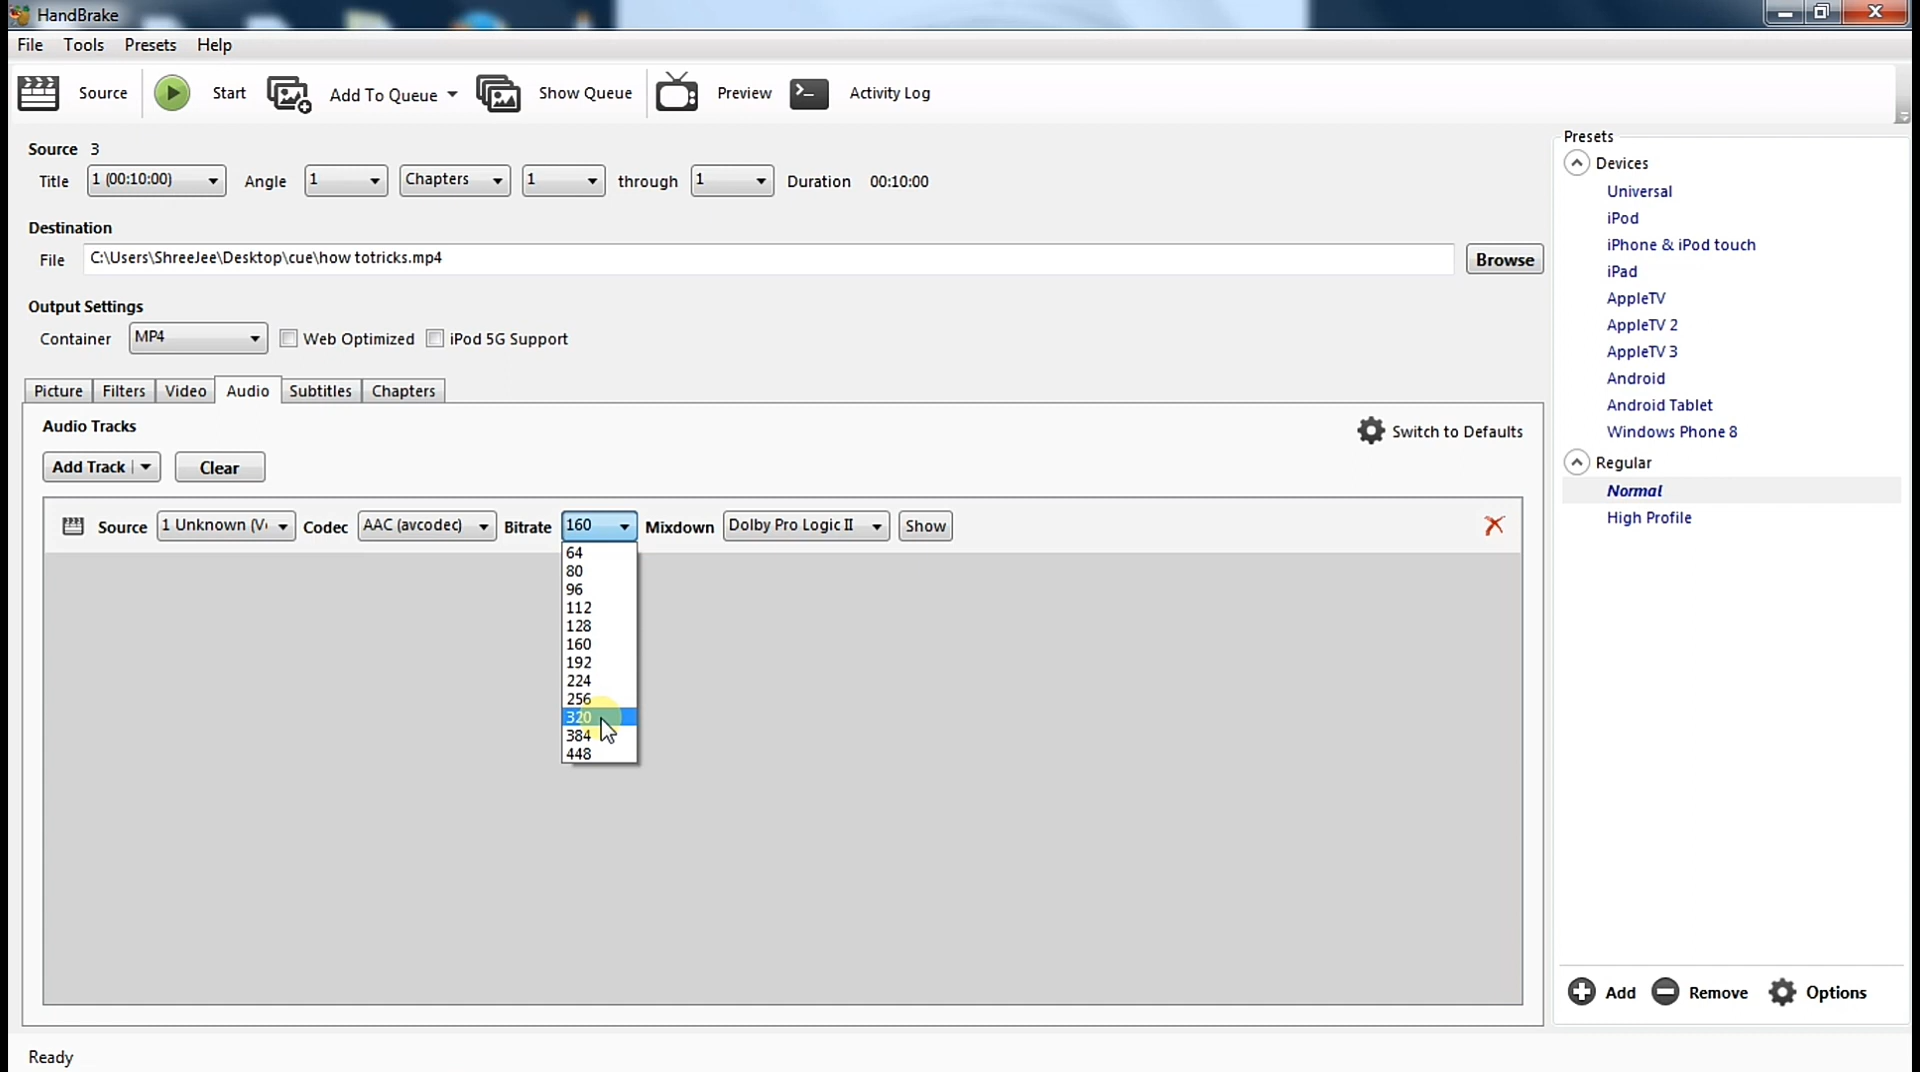 HandBrake
File Tools Presets Help
Source Start Add To Queue Show Queue Preview Activity Log
Source 3
Title 1 (00:10:00) Angle 1 Chapters 1 through 1 Duration 00:10:00
Destination
File C:\Users\ShreeJee\Desktop\cue\how totricks.mp4 Browse
Output Settings
Container MP4 Web Optimized iPod 5G Support
Picture Filters Video Audio Subtitles Chapters
Audio Tracks
Switch to Defaults
Add Track Clear
Source 1 Unknown (V Codec AAC (avcodec) Bitrate 160 Mixdown Dolby Pro Logic II Show
64
80
96
112
128
160
192
224
256
320
384
448
Presets
Devices
Universal
iPod
iPhone & iPod touch
iPad
AppleTV
AppleTV 2
AppleTV 3
Android
Android Tablet
Windows Phone 8
Regular
Normal
High Profile
Add Remove Options
Ready